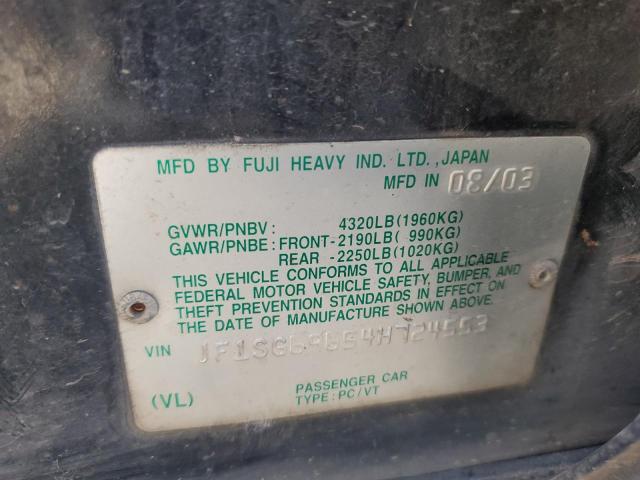 MFD BY FUJI HEAVY IND. LTD., JAPAN
MFD IN 08/03
GVWR/PNBV : 4320LB(1960KG)
GAWR/PNBE : FRONT-2190LB( 990KG)
REAR -2250LB(1020KG)
THIS VEHICLE CONFORMS TO ALL APPLICABLE
FEDERAL MOTOR VEHICLE SAFETY, BUMPER, AND
THEFT PREVENTION STANDARDS IN EFFECT ON
THE DATE OF MANUFACTURE SHOWN ABOVE.
VIN
PASSENGER CAR
(VL) TYPE : PC/VT